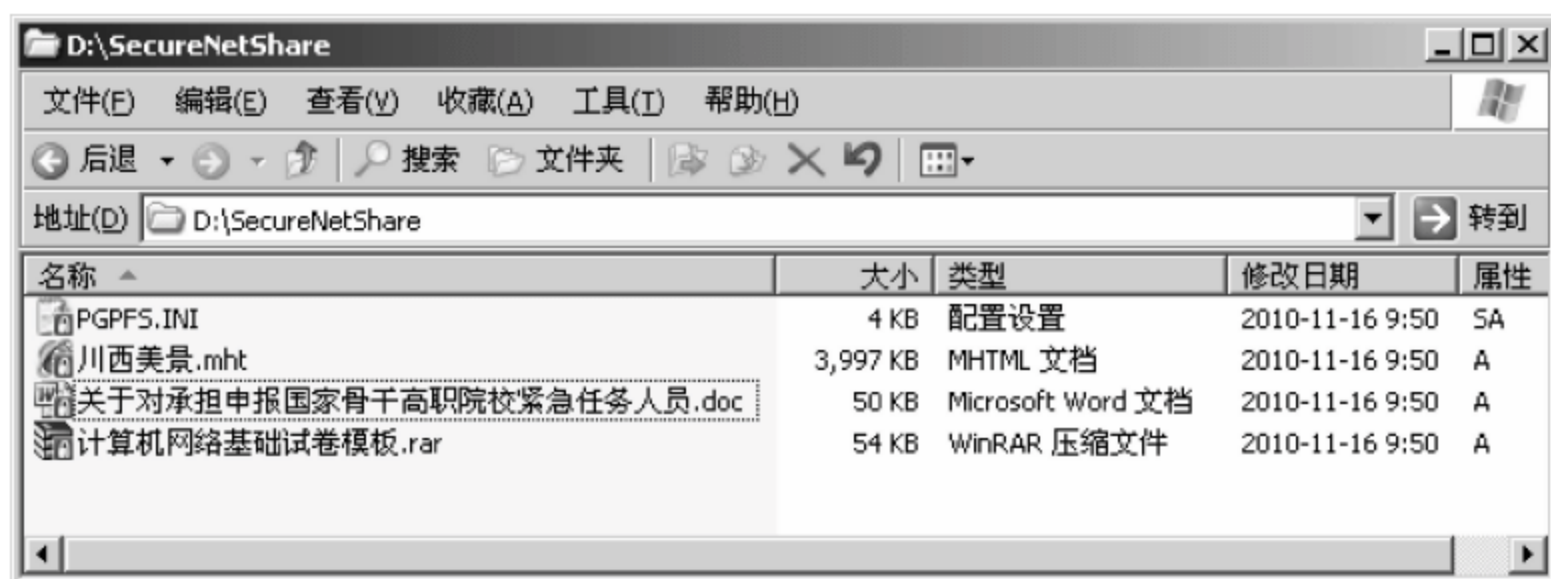 D:\SecureNetShare
文件(F) 编辑(E) 查看(V) 收藏(A) 工具(T) 帮助(H)
后退 搜索 文件夹
地址(D) D:\SecureNetShare 转到
名称 大小 类型 修改日期 属性
PGPFS.INI 4 KB 配置设置 2010-11-16 9:50 SA
川西美景.mht 3,997 KB MHTML 文档 2010-11-16 9:50 A
关于对承担申报国家骨干高职院校紧急任务人员.doc 50 KB Microsoft Word 文档 2010-11-16 9:50 A
计算机网络基础试卷模板.rar 54 KB WinRAR 压缩文件 2010-11-16 9:50 A